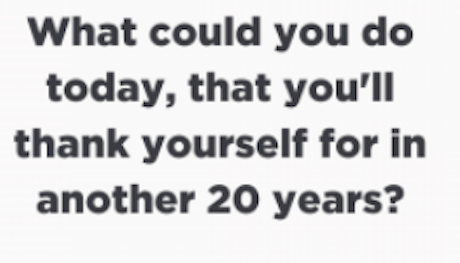 What could you do
today, that you'll
thank yourself for in
another 20 years?